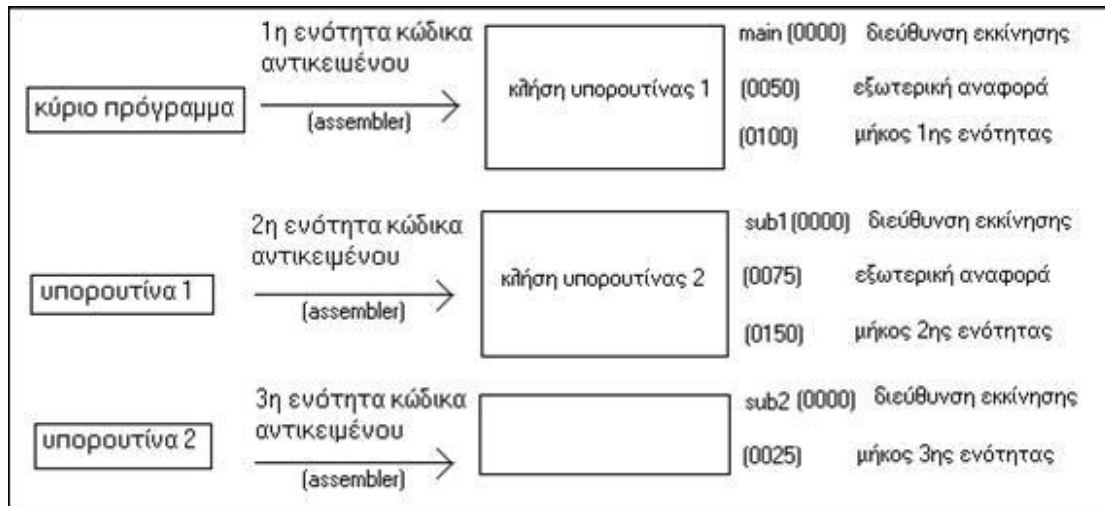 1η ενότητα κώδικα
αντικειμένου
κύριο πρόγραμμα
(assembler)
κλήση υπορουτίνας 1
main (0000) διεύθυνση εκκίνησης
(0050) εξωτερική αναφορά
(0100) μήκος 1ης ενότητας
2η ενότητα κώδικα
αντικειμένου
υπορουτίνα 1
(assembler)
κλήση υπορουτίνας 2
sub1 (0000) διεύθυνση εκκίνησης
(0075) εξωτερική αναφορά
(0150) μήκος 2ης ενότητας
3η ενότητα κώδικα
αντικειμένου
υπορουτίνα 2
(assembler)
sub2 (0000) διεύθυνση εκκίνησης
(0025) μήκος 3ης ενότητας